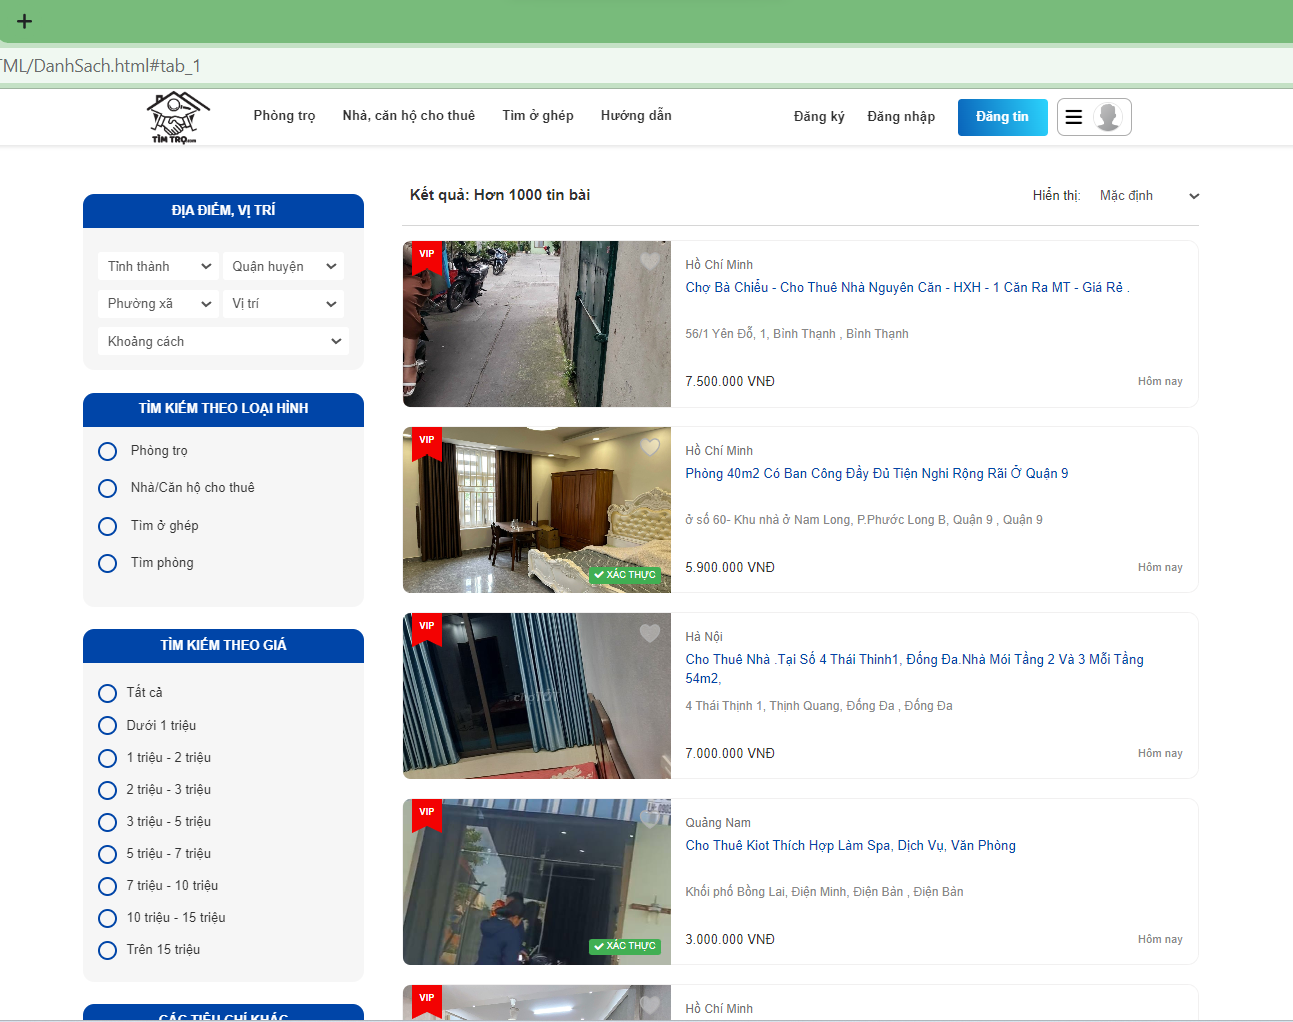 TML/DanhSach.html#tab_1
TÌM TRỌ.com
Phòng trọ
Nhà, căn hộ cho thuê
Tìm ở ghép
Hướng dẫn
Đăng ký
Đăng nhập
Đăng tin
ĐỊA ĐIỂM, VỊ TRÍ
Tỉnh thành
Quận huyện
Phường xã
Vị trí
Khoảng cách
TÌM KIẾM THEO LOẠI HÌNH
Phòng trọ
Nhà/Căn hộ cho thuê
Tìm ở ghép
Tìm phòng
TÌM KIẾM THEO GIÁ
Tất cả
Dưới 1 triệu
1 triệu - 2 triệu
2 triệu - 3 triệu
3 triệu - 5 triệu
5 triệu - 7 triệu
7 triệu - 10 triệu
10 triệu - 15 triệu
Trên 15 triệu
CÁC TIÊU CHÍ KHÁC
Kết quả: Hơn 1000 tin bài
Hiển thị:
Mặc định
VIP
Hồ Chí Minh
Chợ Bà Chiểu - Cho Thuê Nhà Nguyên Căn - HXH - 1 Căn Ra MT - Giá Rẻ .
56/1 Yên Đỗ, 1, Bình Thạnh , Bình Thạnh
7.500.000 VNĐ
Hôm nay
VIP
XÁC THỰC
Hồ Chí Minh
Phòng 40m2 Có Ban Công Đầy Đủ Tiện Nghi Rộng Rãi Ở Quận 9
ở số 60- Khu nhà ở Nam Long, P.Phước Long B, Quận 9 , Quận 9
5.900.000 VNĐ
Hôm nay
VIP
chợTỐT
Hà Nội
Cho Thuê Nhà .Tại Số 4 Thái Thinh1, Đống Đa.Nhà Mói Tầng 2 Và 3 Mỗi Tầng
54m2,
4 Thái Thịnh 1, Thịnh Quang, Đống Đa , Đống Đa
7.000.000 VNĐ
Hôm nay
VIP
XÁC THỰC
Quảng Nam
Cho Thuê Kiot Thích Hợp Làm Spa, Dịch Vụ, Văn Phòng
Khối phố Bồng Lai, Điện Minh, Điện Bàn , Điện Bàn
3.000.000 VNĐ
Hôm nay
VIP
Hồ Chí Minh